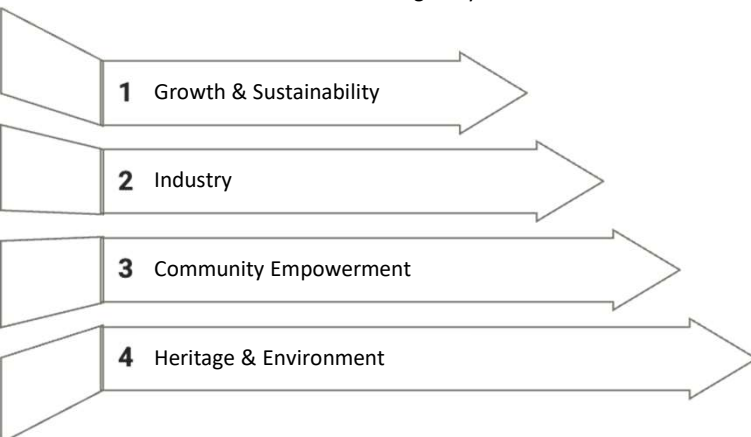 1 Growth & Sustainability
2 Industry
3 Community Empowerment
4 Heritage & Environment